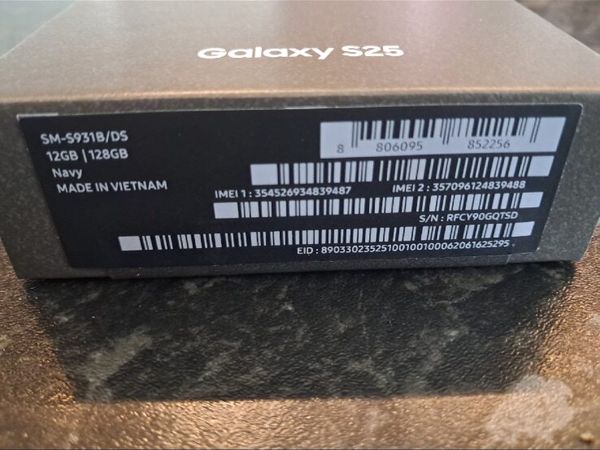 Galaxy S25
SM-S931B/DS
12GB | 128GB
Navy
MADE IN VIETNAM
8 806095 852256
IMEI 1 : 354526934839487 IMEI 2 : 357096124839488
S/N : RFCY90GQTSD
EID : 89033023525100100100062061625295